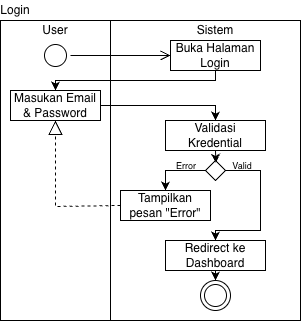 Login
User
Sistem
Buka Halaman
Login
Masukan Email
& Password
Validasi
Kredential
Error
Valid
Tampilkan
pesan "Error"
Redirect ke
Dashboard